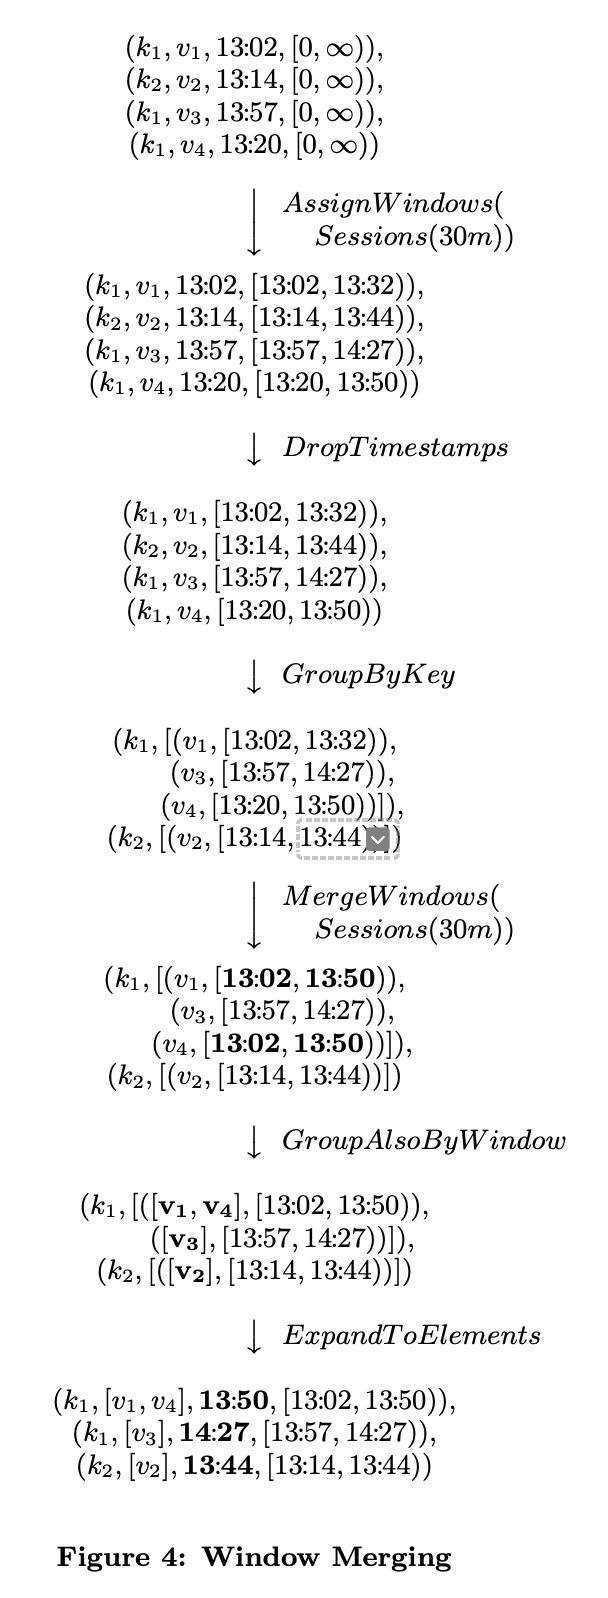 (k₁, v₁, 13:02, [0, ∞)),
(k₂, v₂, 13:14, [0, ∞)),
(k₁, v₃, 13:57, [0, ∞)),
(k₁, v₄, 13:20, [0, ∞))
↓ AssignWindows(
Sessions(30m))
(k₁, v₁, 13:02, [13:02, 13:32)),
(k₂, v₂, 13:14, [13:14, 13:44)),
(k₁, v₃, 13:57, [13:57, 14:27)),
(k₁, v₄, 13:20, [13:20, 13:50))
↓ DropTimestamps
(k₁, v₁, [13:02, 13:32)),
(k₂, v₂, [13:14, 13:44)),
(k₁, v₃, [13:57, 14:27)),
(k₁, v₄, [13:20, 13:50))
↓ GroupByKey
(k₁, [(v₁, [13:02, 13:32)),
(v₃, [13:57, 14:27)),
(v₄, [13:20, 13:50))]),
(k₂, [(v₂, [13:14, 13:44))])
↓ MergeWindows(
Sessions(30m))
(k₁, [(v₁, [13:02, 13:50)),
(v₃, [13:57, 14:27)),
(v₄, [13:02, 13:50))]),
(k₂, [(v₂, [13:14, 13:44))])
↓ GroupAlsoByWindow
(k₁, [([v₁, v₄], [13:02, 13:50)),
([v₃], [13:57, 14:27))]),
(k₂, [([v₂], [13:14, 13:44))])
↓ ExpandToElements
(k₁, [v₁, v₄], 13:50, [13:02, 13:50)),
(k₁, [v₃], 14:27, [13:57, 14:27)),
(k₂, [v₂], 13:44, [13:14, 13:44))
Figure 4: Window Merging